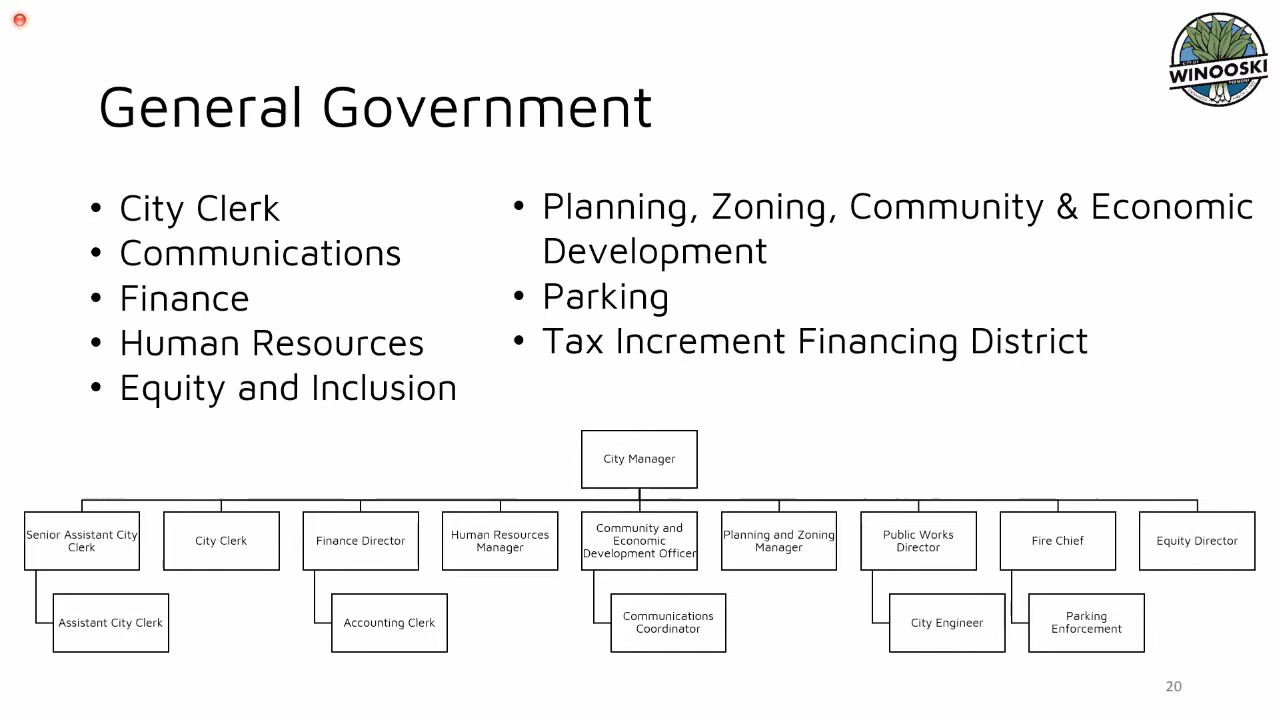 CITY OF
WINOOSKI
VERMONT
General Government
• City Clerk
• Communications
• Finance
• Human Resources
• Equity and Inclusion
• Planning, Zoning, Community & Economic
Development
• Parking
• Tax Increment Financing District
City Manager
Senior Assistant City
Clerk
City Clerk
Finance Director
Human Resources
Manager
Community and
Economic
Development Officer
Planning and Zoning
Manager
Public Works
Director
Fire Chief
Equity Director
Assistant City Clerk
Accounting Clerk
Communications
Coordinator
City Engineer
Parking
Enforcement
20